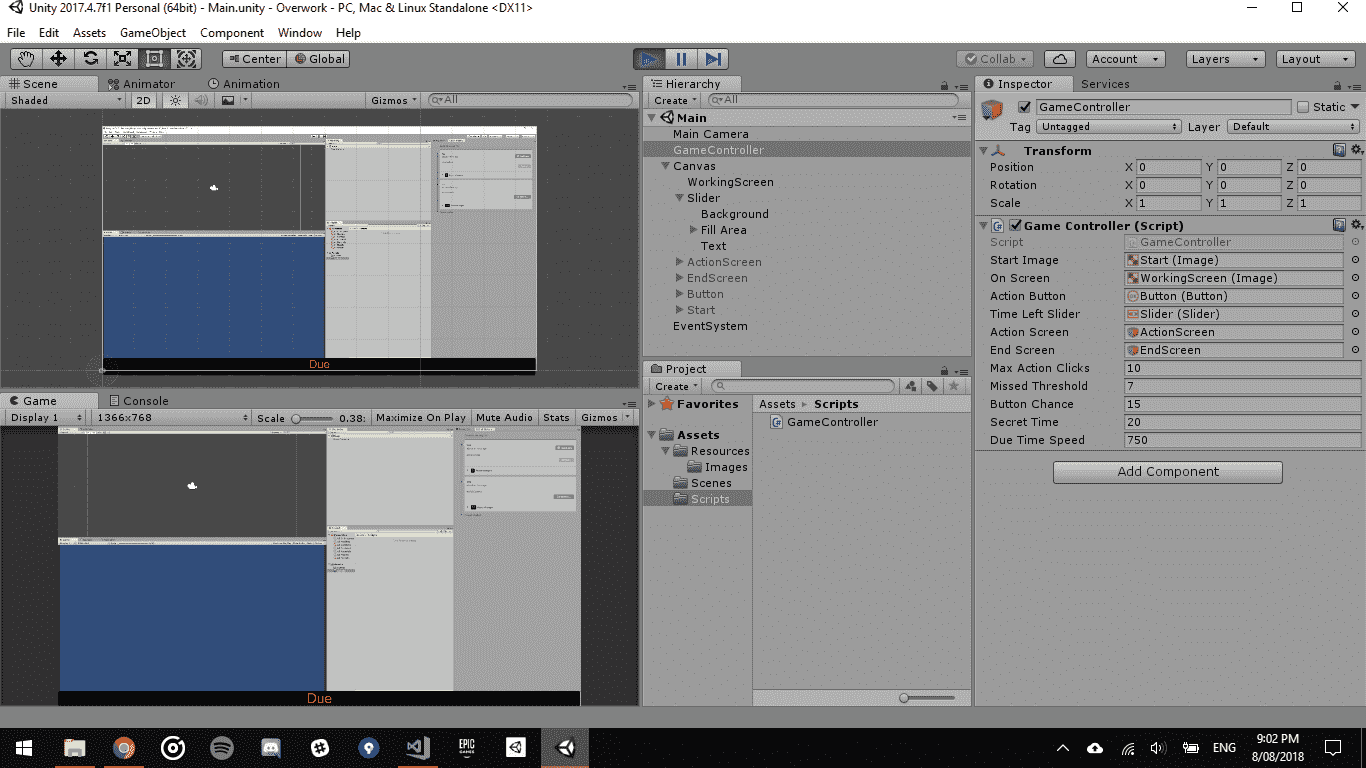 Unity 2017.4.7f1 Personal (64bit) - Main.unity - Overwork - PC, Mac & Linux Standalone <DX11>
File Edit Assets GameObject Component Window Help
Center Global Collab Account Layers Layout
Scene Animator Animation
Shaded 2D Gizmos All
Due
Game Console
Display 1 1366x768 Scale 0.38: Maximize On Play Mute Audio Stats Gizmos
Due
Hierarchy
Create All
Main
Main Camera
GameController
Canvas
WorkingScreen
Slider
Background
Fill Area
Text
ActionScreen
EndScreen
Button
Start
EventSystem
Project
Create
Favorites
Assets
Resources
Images
Scenes
Scripts
Assets Scripts
GameController
Inspector Services
GameController Static
Tag Untagged Layer Default
Transform
Position X 0 Y 0 Z 0
Rotation X 0 Y 0 Z 0
Scale X 1 Y 1 Z 1
Game Controller (Script)
Script GameController
Start Image Start (Image)
On Screen WorkingScreen (Image)
Action Button Button (Button)
Time Left Slider Slider (Slider)
Action Screen ActionScreen
End Screen EndScreen
Max Action Clicks 10
Missed Threshold 7
Button Chance 15
Secret Time 20
Due Time Speed 750
Add Component
EPIC GAMES
ENG
9:02 PM
8/08/2018